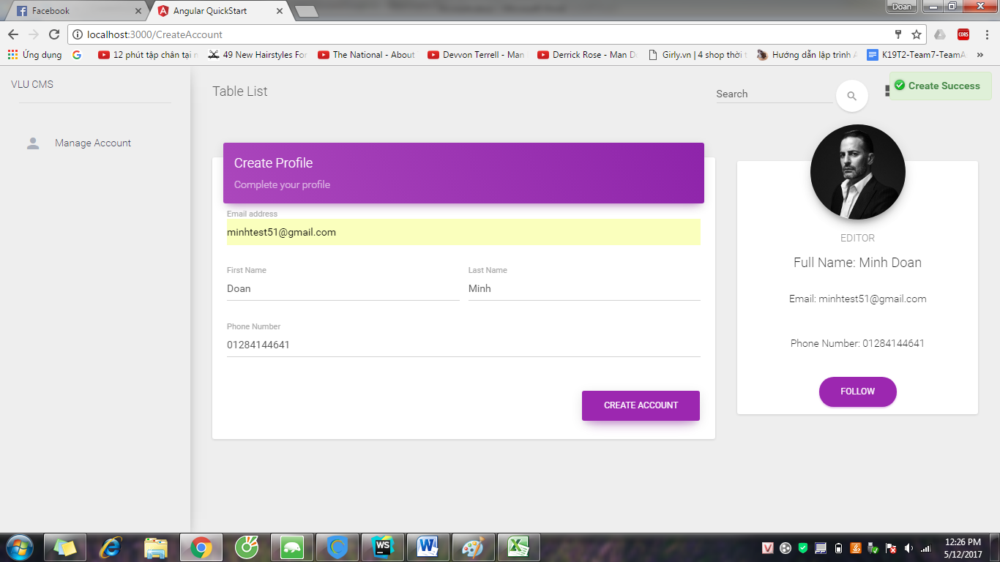 Facebook
Angular QuickStart
Doan
localhost:3000/CreateAccount
CORS
Ứng dụng
12 phút tập chân tại n
49 New Hairstyles For
The National - About
Devvon Terrell - Man
Derrick Rose - Man Do
Girly.vn | 4 shop thời t
Hướng dẫn lập trình A
K19T2-Team7-TeamA
VLU CMS
Manage Account
Table List
Search
Create Success
Create Profile
Complete your profile
Email address
minhtest51@gmail.com
First Name
Last Name
Doan
Minh
Phone Number
01284144641
CREATE ACCOUNT
EDITOR
Full Name: Minh Doan
Email: minhtest51@gmail.com
Phone Number: 01284144641
FOLLOW
WS
12:26 PM
5/12/2017